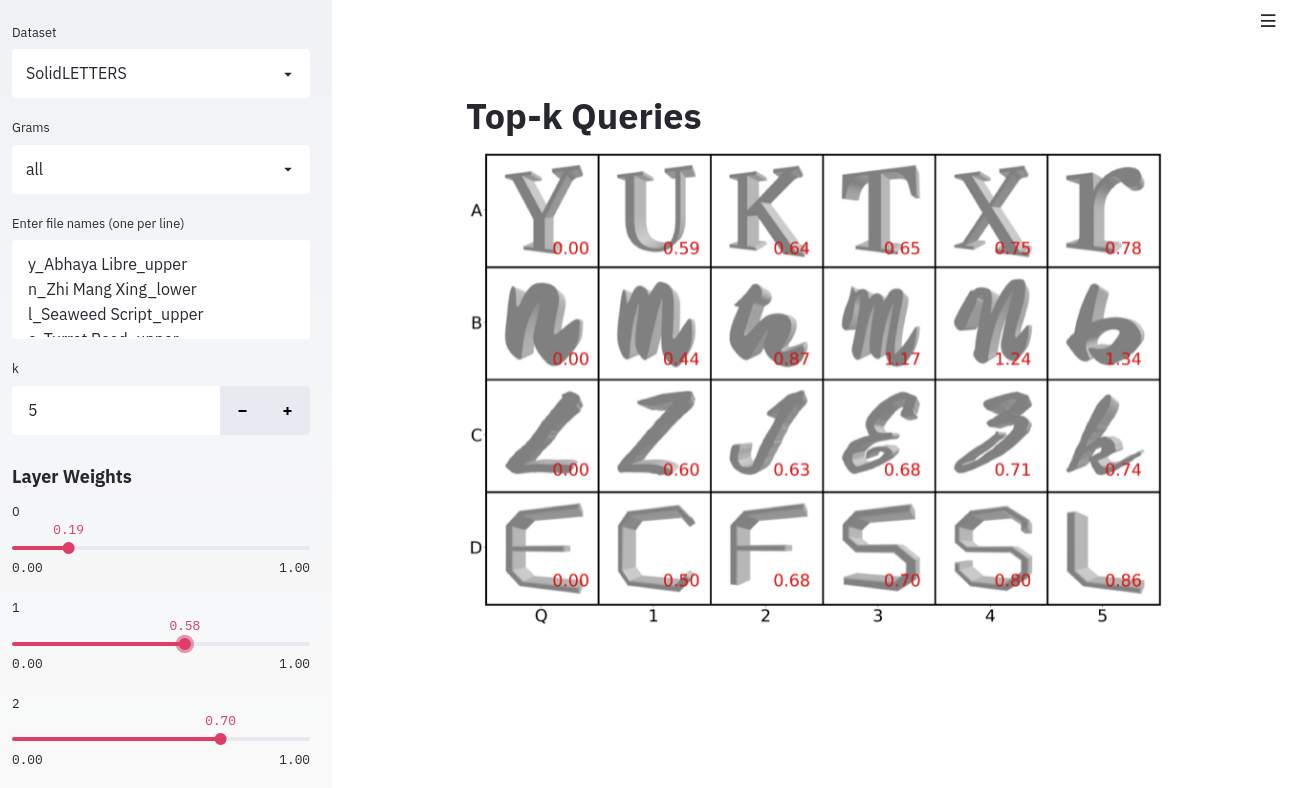 Dataset
SolidLETTERS
Grams
all
Enter file names (one per line)
y_Abhaya Libre_upper
n_Zhi Mang Xing_lower
l_Seaweed Script_upper
k
5
− +
Layer Weights
0
0.19
0.00 1.00
1
0.58
0.00 1.00
2
0.70
0.00 1.00
Top-k Queries
A Y U K T X r
0.00 0.59 0.64 0.65 0.75 0.78
B n m h m n b
0.00 0.44 0.87 1.17 1.24 1.34
C L Z J E 3 k
0.00 0.60 0.63 0.68 0.71 0.74
D E C F S S L
0.00 0.50 0.68 0.70 0.80 0.86
Q 1 2 3 4 5